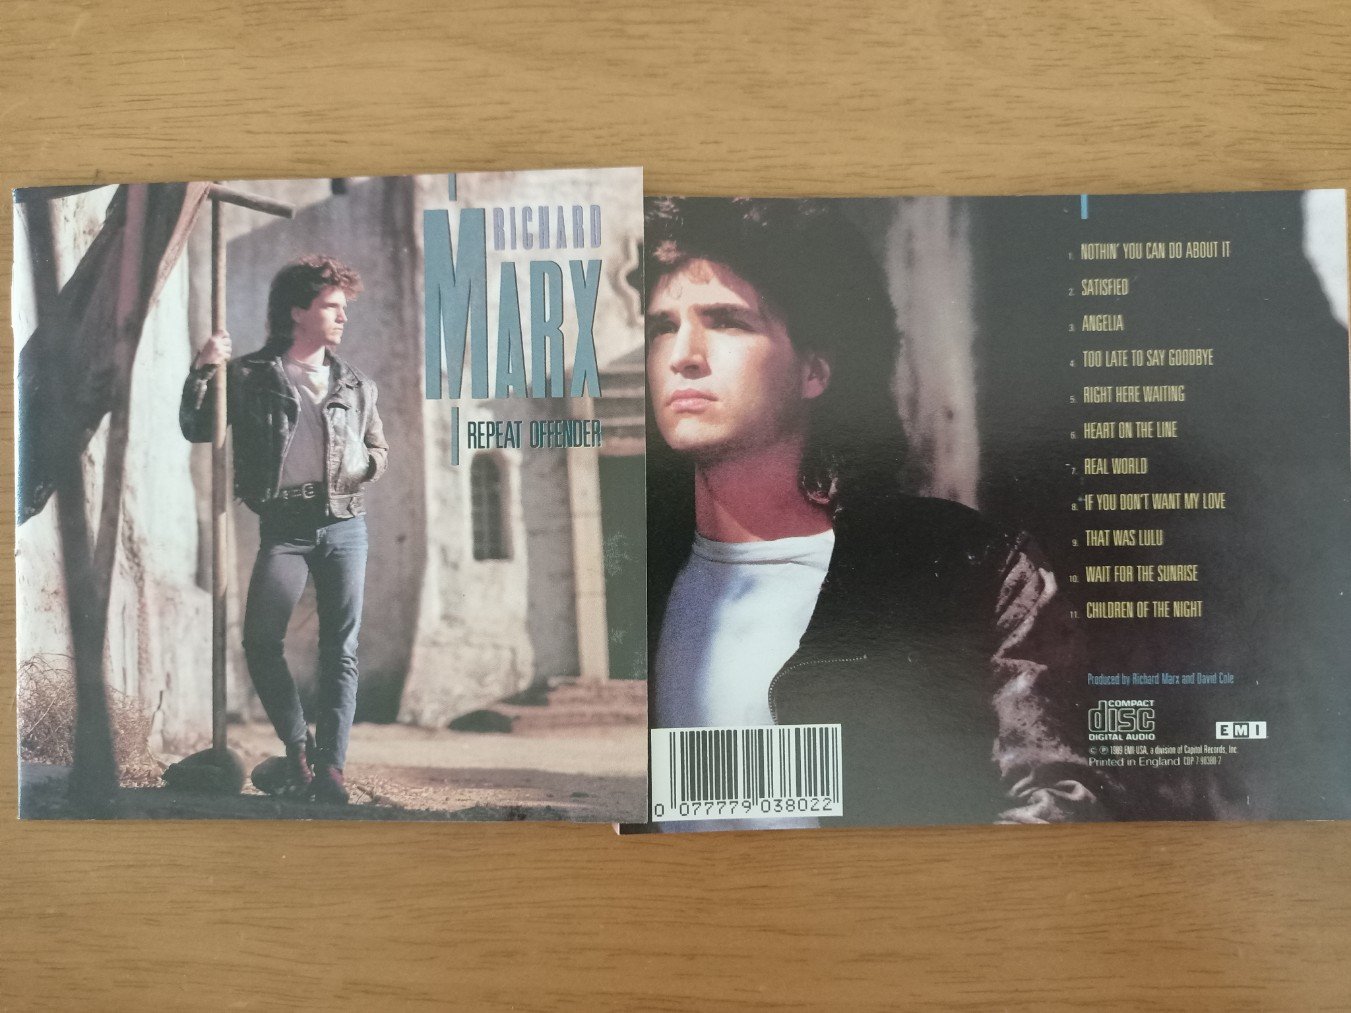 RICHARD
MARX
REPEAT OFFENDER
1. NOTHIN' YOU CAN DO ABOUT IT
2. SATISFIED
3. ANGELIA
4. TOO LATE TO SAY GOODBYE
5. RIGHT HERE WAITING
6. HEART ON THE LINE
7. REAL WORLD
8. IF YOU DON'T WANT MY LOVE
9. THAT WAS LULU
10. WAIT FOR THE SUNRISE
11. CHILDREN OF THE NIGHT
Produced by Richard Marx and David Cole
COMPACT
disc
DIGITAL AUDIO
EMI
© ℗ 1989 EMI-USA, a division of Capitol Records, Inc.
Printed in England CDP 7 90380 2
0 077779 038022